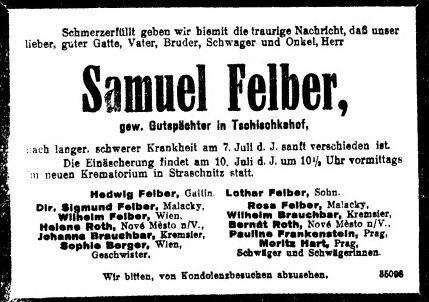 Schmerzerfüllt geben wir hiemit die traurige Nachricht, daß unser
lieber, guter Gatte, Vater, Bruder, Schwager und Onkel, Herr
Samuel Felber,
gew. Gutspächter in Tschischkahof,
nach langer, schwerer Krankheit am 7. Juli d. J. sanft verschieden ist.
Die Einäscherung findet am 10. Juli d. J. um 10½ Uhr vormittags
im neuen Krematorium in Straschnitz statt.
Hedwig Felber, Gattin. Lothar Felber, Sohn.
Dir. Sigmund Felber, Malacky,
Wilhelm Felber, Wien,
Helene Roth, Nové Město n/V.,
Johanna Brauchbar, Kremsier,
Sophie Berger, Wien,
Geschwister.
Rosa Felber, Malacky,
Wilhelm Brauchbar, Kremsier,
Bernát Roth, Nové Město n/V.,
Pauline Frankenstein, Prag,
Moritz Hart, Prag,
Schwäger und Schwägerinnen.
Wir bitten, von Kondolenzbesuchen abzusehen. 35096